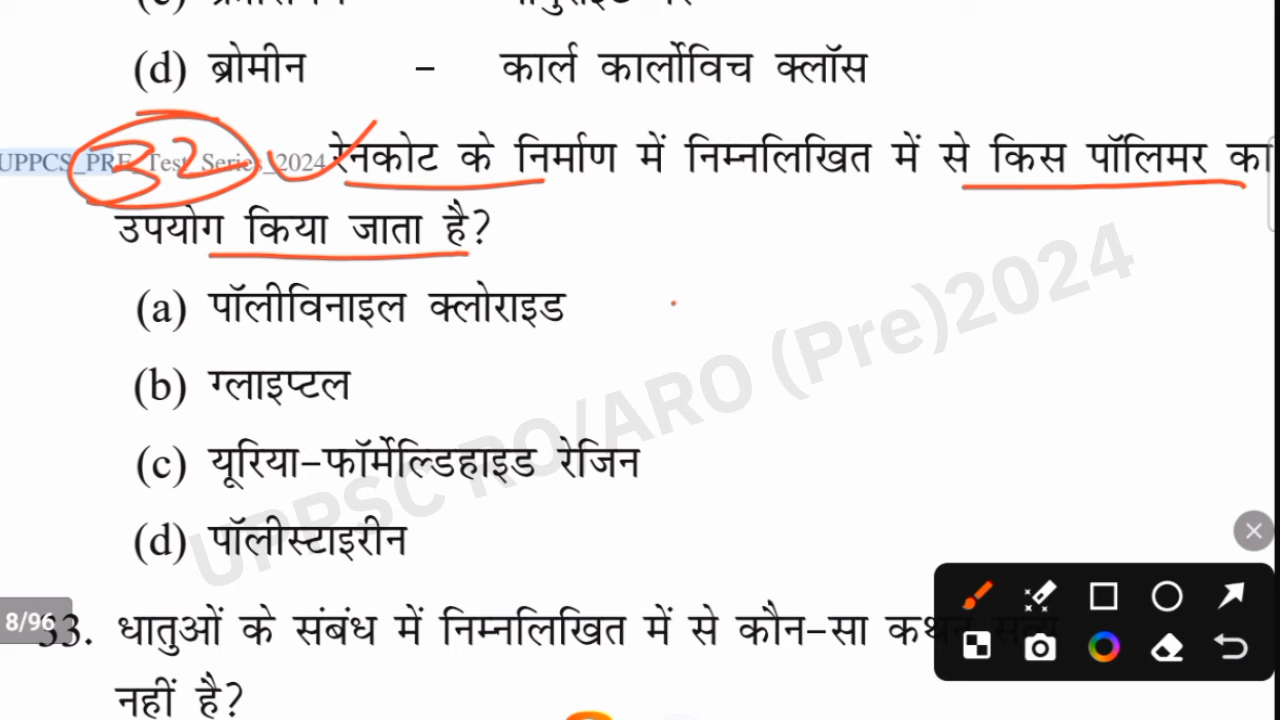 (d) ब्रोमीन – कार्ल कार्लोविच क्लॉस
32
UPPCS_PRE_Test_Series_2024 रेनकोट के निर्माण में निम्नलिखित में से किस पॉलिमर का
उपयोग किया जाता है?
(a) पॉलीविनाइल क्लोराइड
(b) ग्लाइप्टल
(c) यूरिया-फॉर्मेल्डिहाइड रेजिन
(d) पॉलीस्टाइरीन
UPPSC RO/ARO (Pre)2024
8/96
33. धातुओं के संबंध में निम्नलिखित में से कौन-सा कथन सत्य
नहीं है?